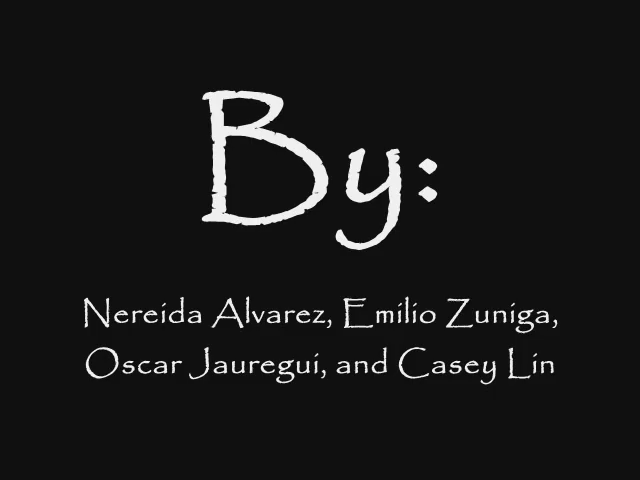 By:
Nereida Alvarez, Emilio Zuniga,
Oscar Jauregui, and Casey Lin